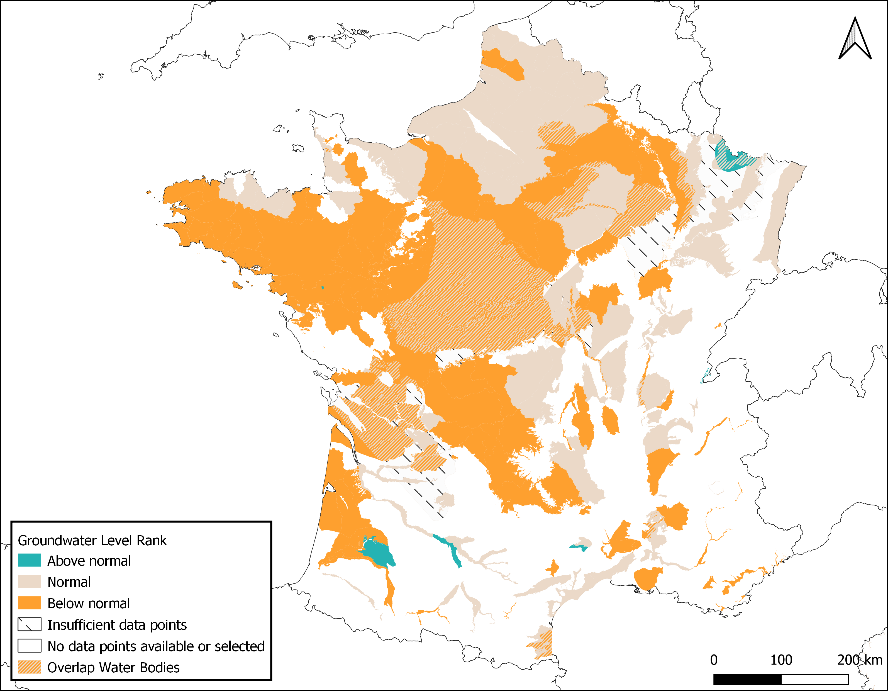 Groundwater Level Rank
Above normal
Normal
Below normal
Insufficient data points
No data points available or selected
Overlap Water Bodies
0 100 200 km